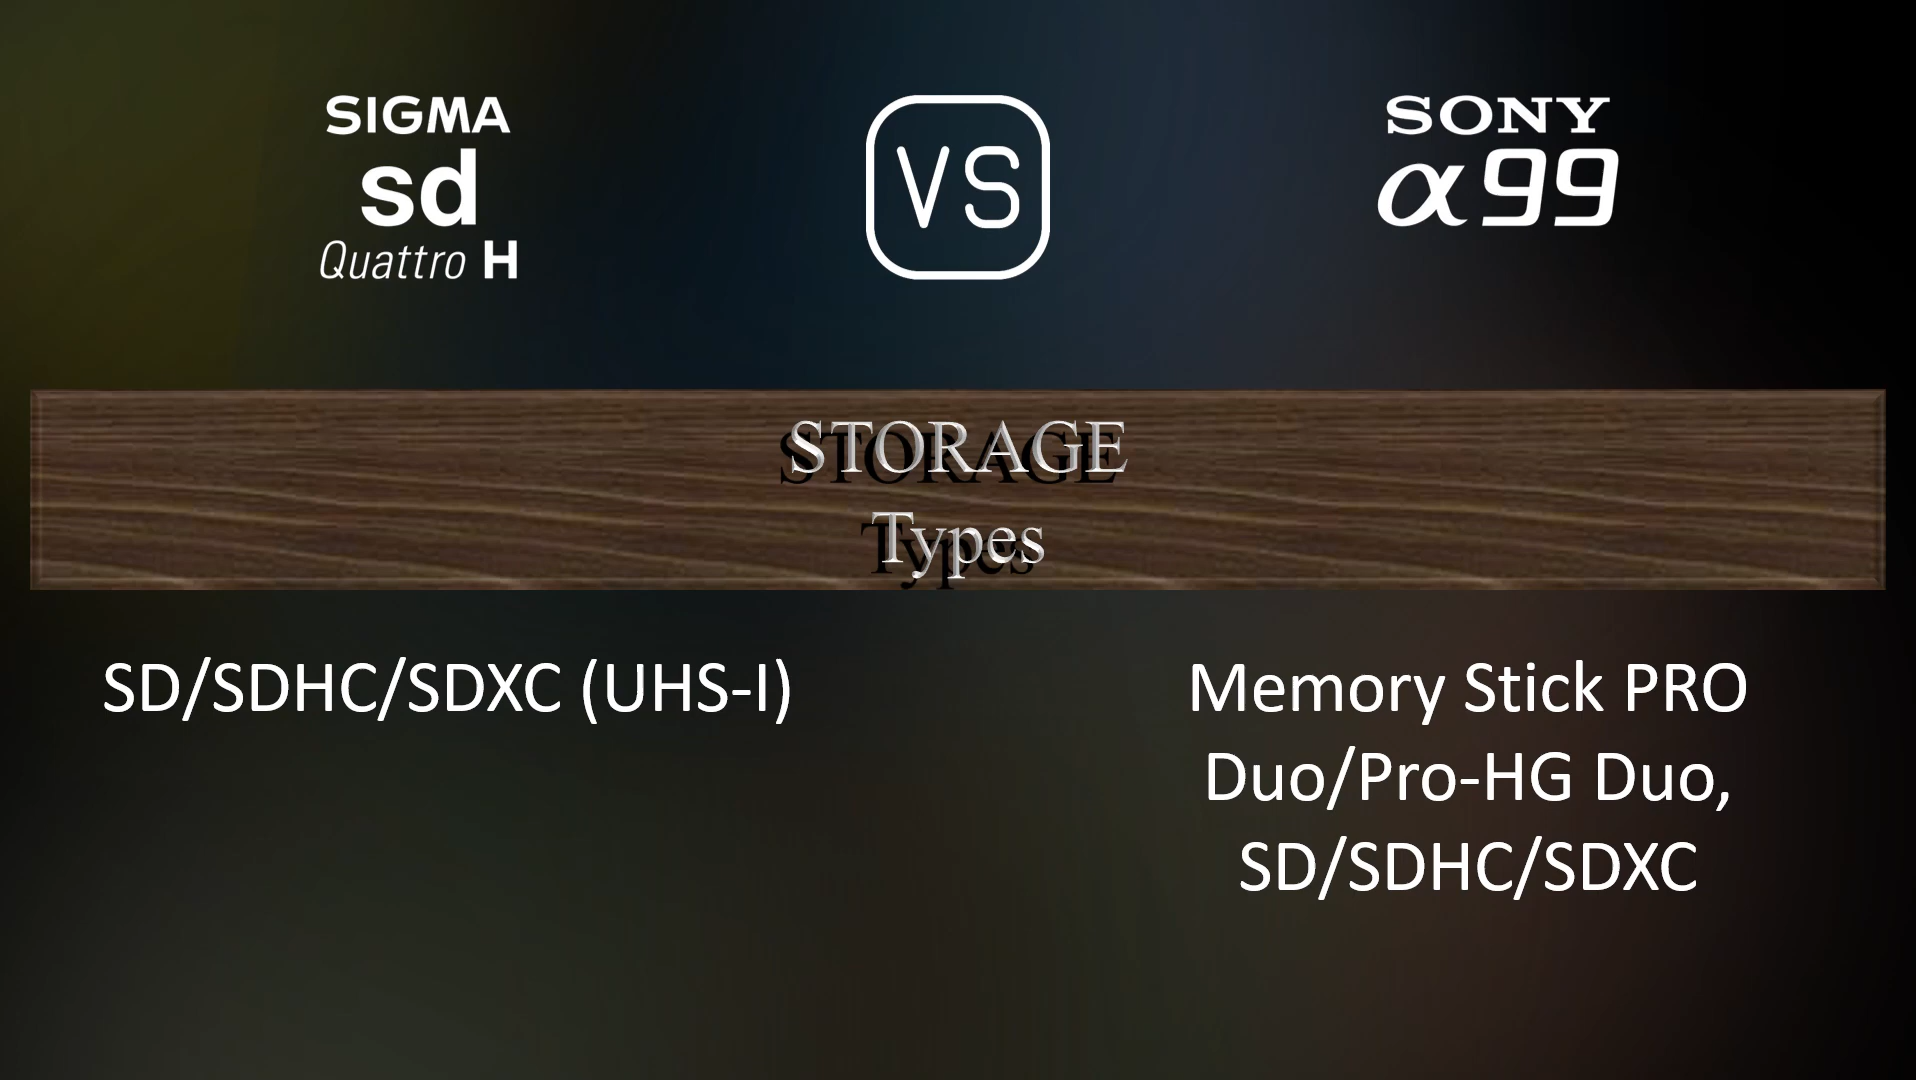 SIGMA
sd
Quattro H
VS
SONY
α99
STORAGE
Types
SD/SDHC/SDXC (UHS-I)
Memory Stick PRO
Duo/Pro-HG Duo,
SD/SDHC/SDXC